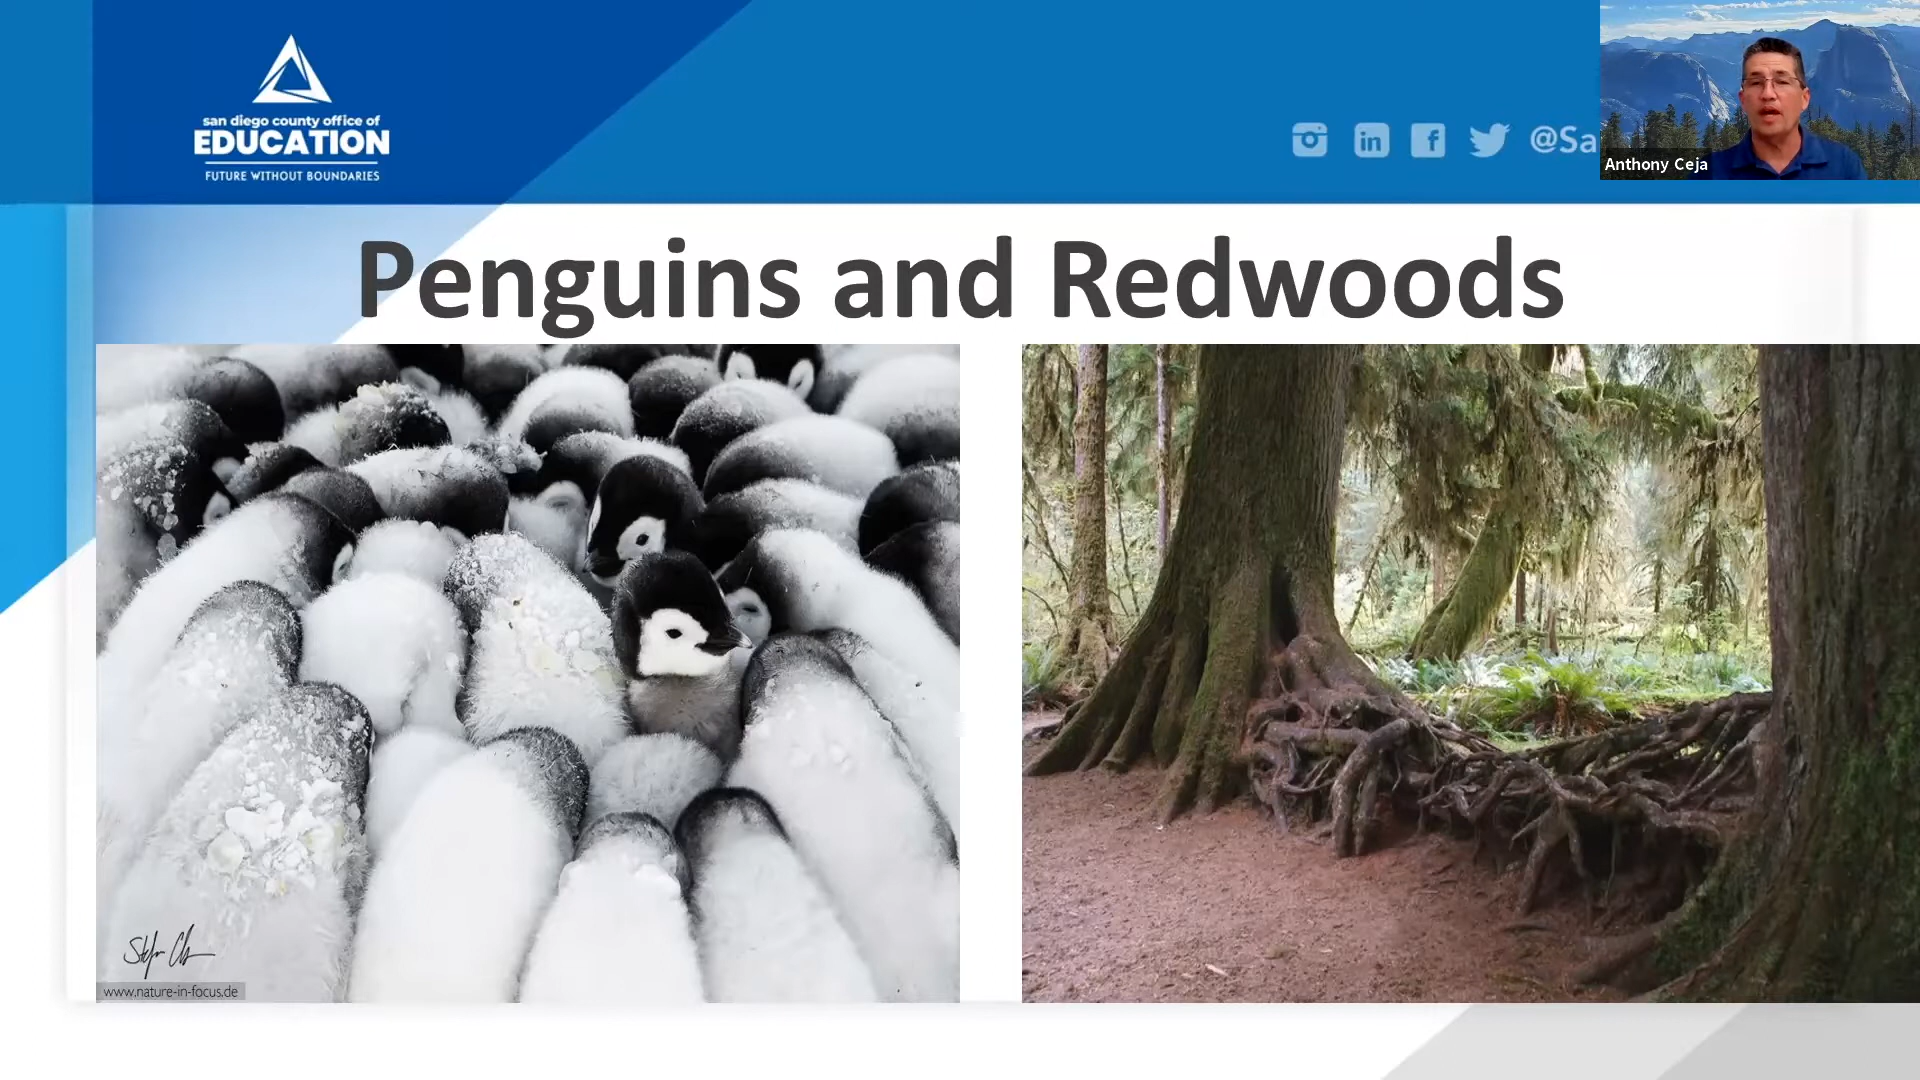 san diego county office of
EDUCATION
FUTURE WITHOUT BOUNDARIES
@Sa
Anthony Ceja
Penguins and Redwoods
www.nature-in-focus.de